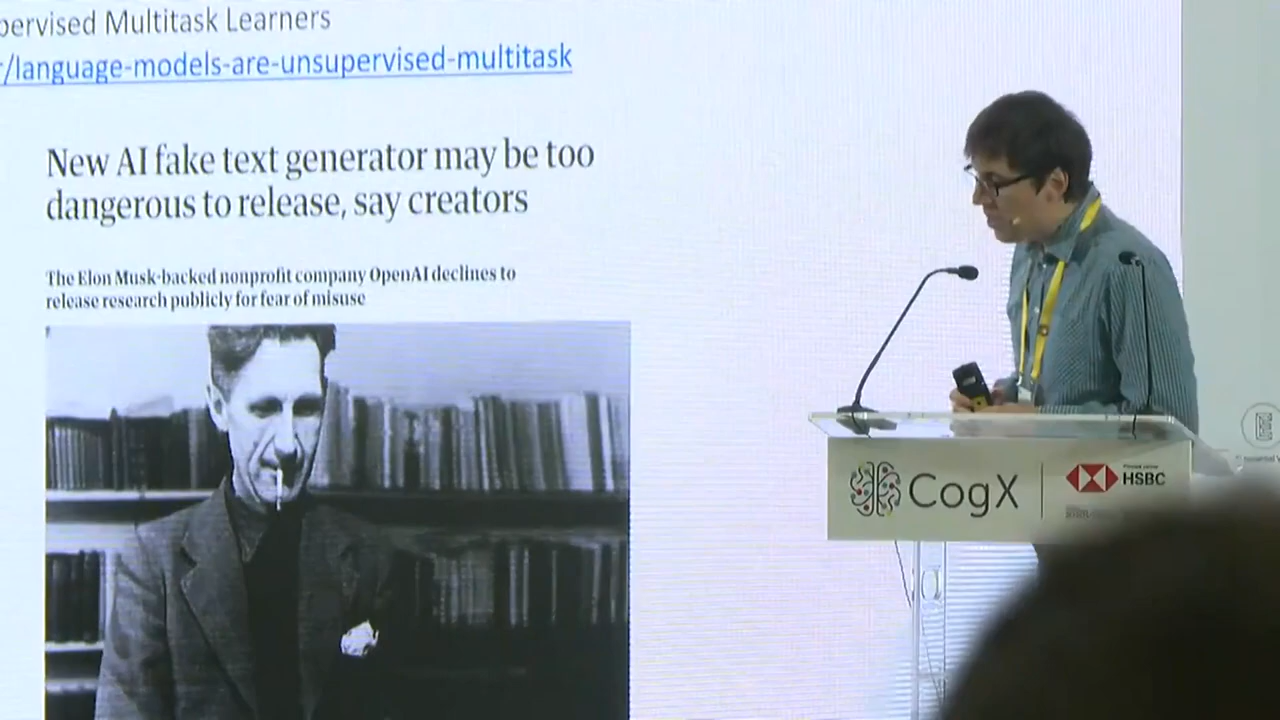 pervised Multitask Learners
/language-models-are-unsupervised-multitask
New AI fake text generator may be too
dangerous to release, say creators
The Elon Musk-backed nonprofit company OpenAI declines to
release research publicly for fear of misuse
CogX
HSBC